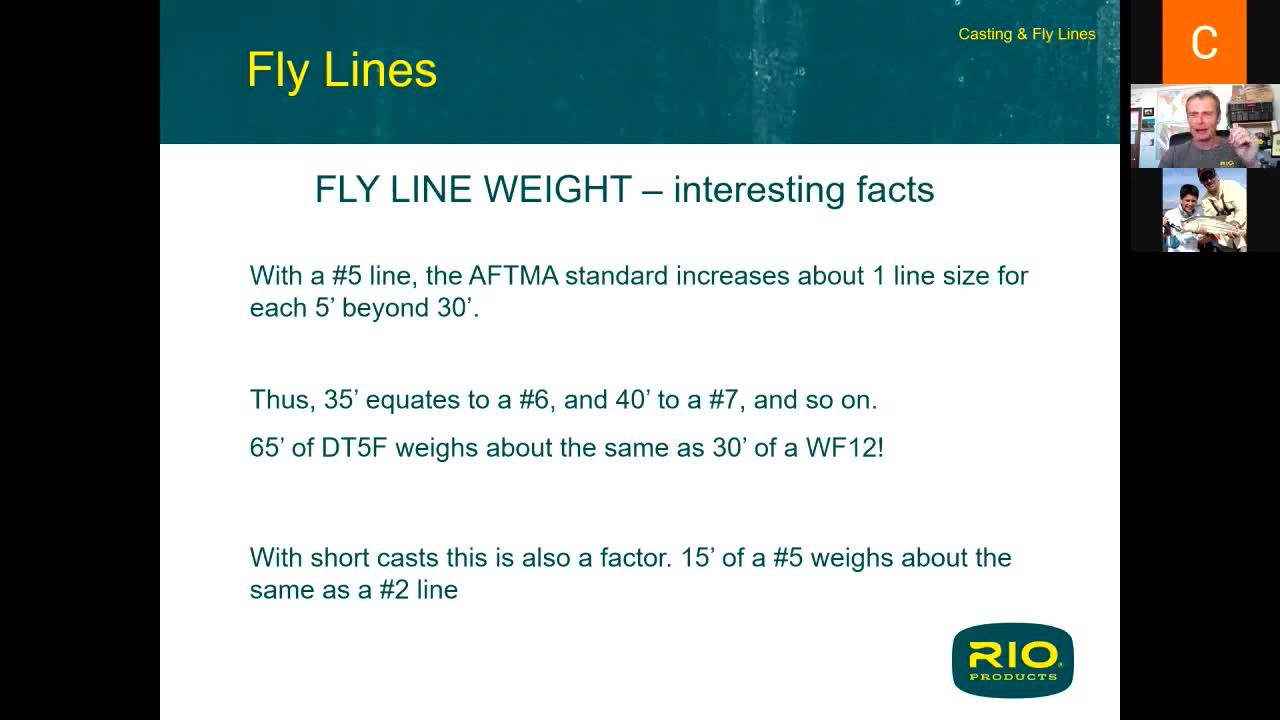 Casting & Fly Lines
Fly Lines
C
FLY LINE WEIGHT – interesting facts
With a #5 line, the AFTMA standard increases about 1 line size for
each 5’ beyond 30’.
Thus, 35’ equates to a #6, and 40’ to a #7, and so on.
65’ of DT5F weighs about the same as 30’ of a WF12!
With short casts this is also a factor. 15’ of a #5 weighs about the
same as a #2 line
RIO®
PRODUCTS
RIO